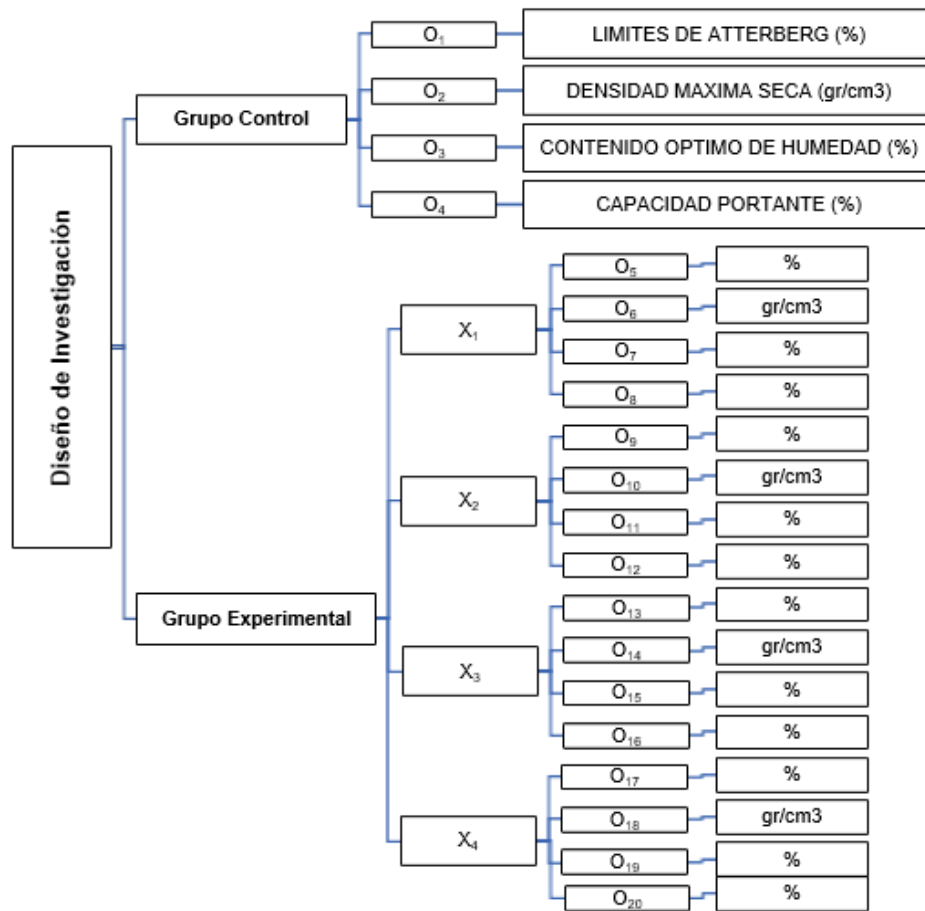 Diseño de Investigación
Grupo Control
O₁
LIMITES DE ATTERBERG (%)
O₂
DENSIDAD MAXIMA SECA (gr/cm3)
O₃
CONTENIDO OPTIMO DE HUMEDAD (%)
O₄
CAPACIDAD PORTANTE (%)
Grupo Experimental
X₁
O₅
%
O₆
gr/cm3
O₇
%
O₈
%
X₂
O₉
%
O₁₀
gr/cm3
O₁₁
%
O₁₂
%
X₃
O₁₃
%
O₁₄
gr/cm3
O₁₅
%
O₁₆
%
X₄
O₁₇
%
O₁₈
gr/cm3
O₁₉
%
O₂₀
%